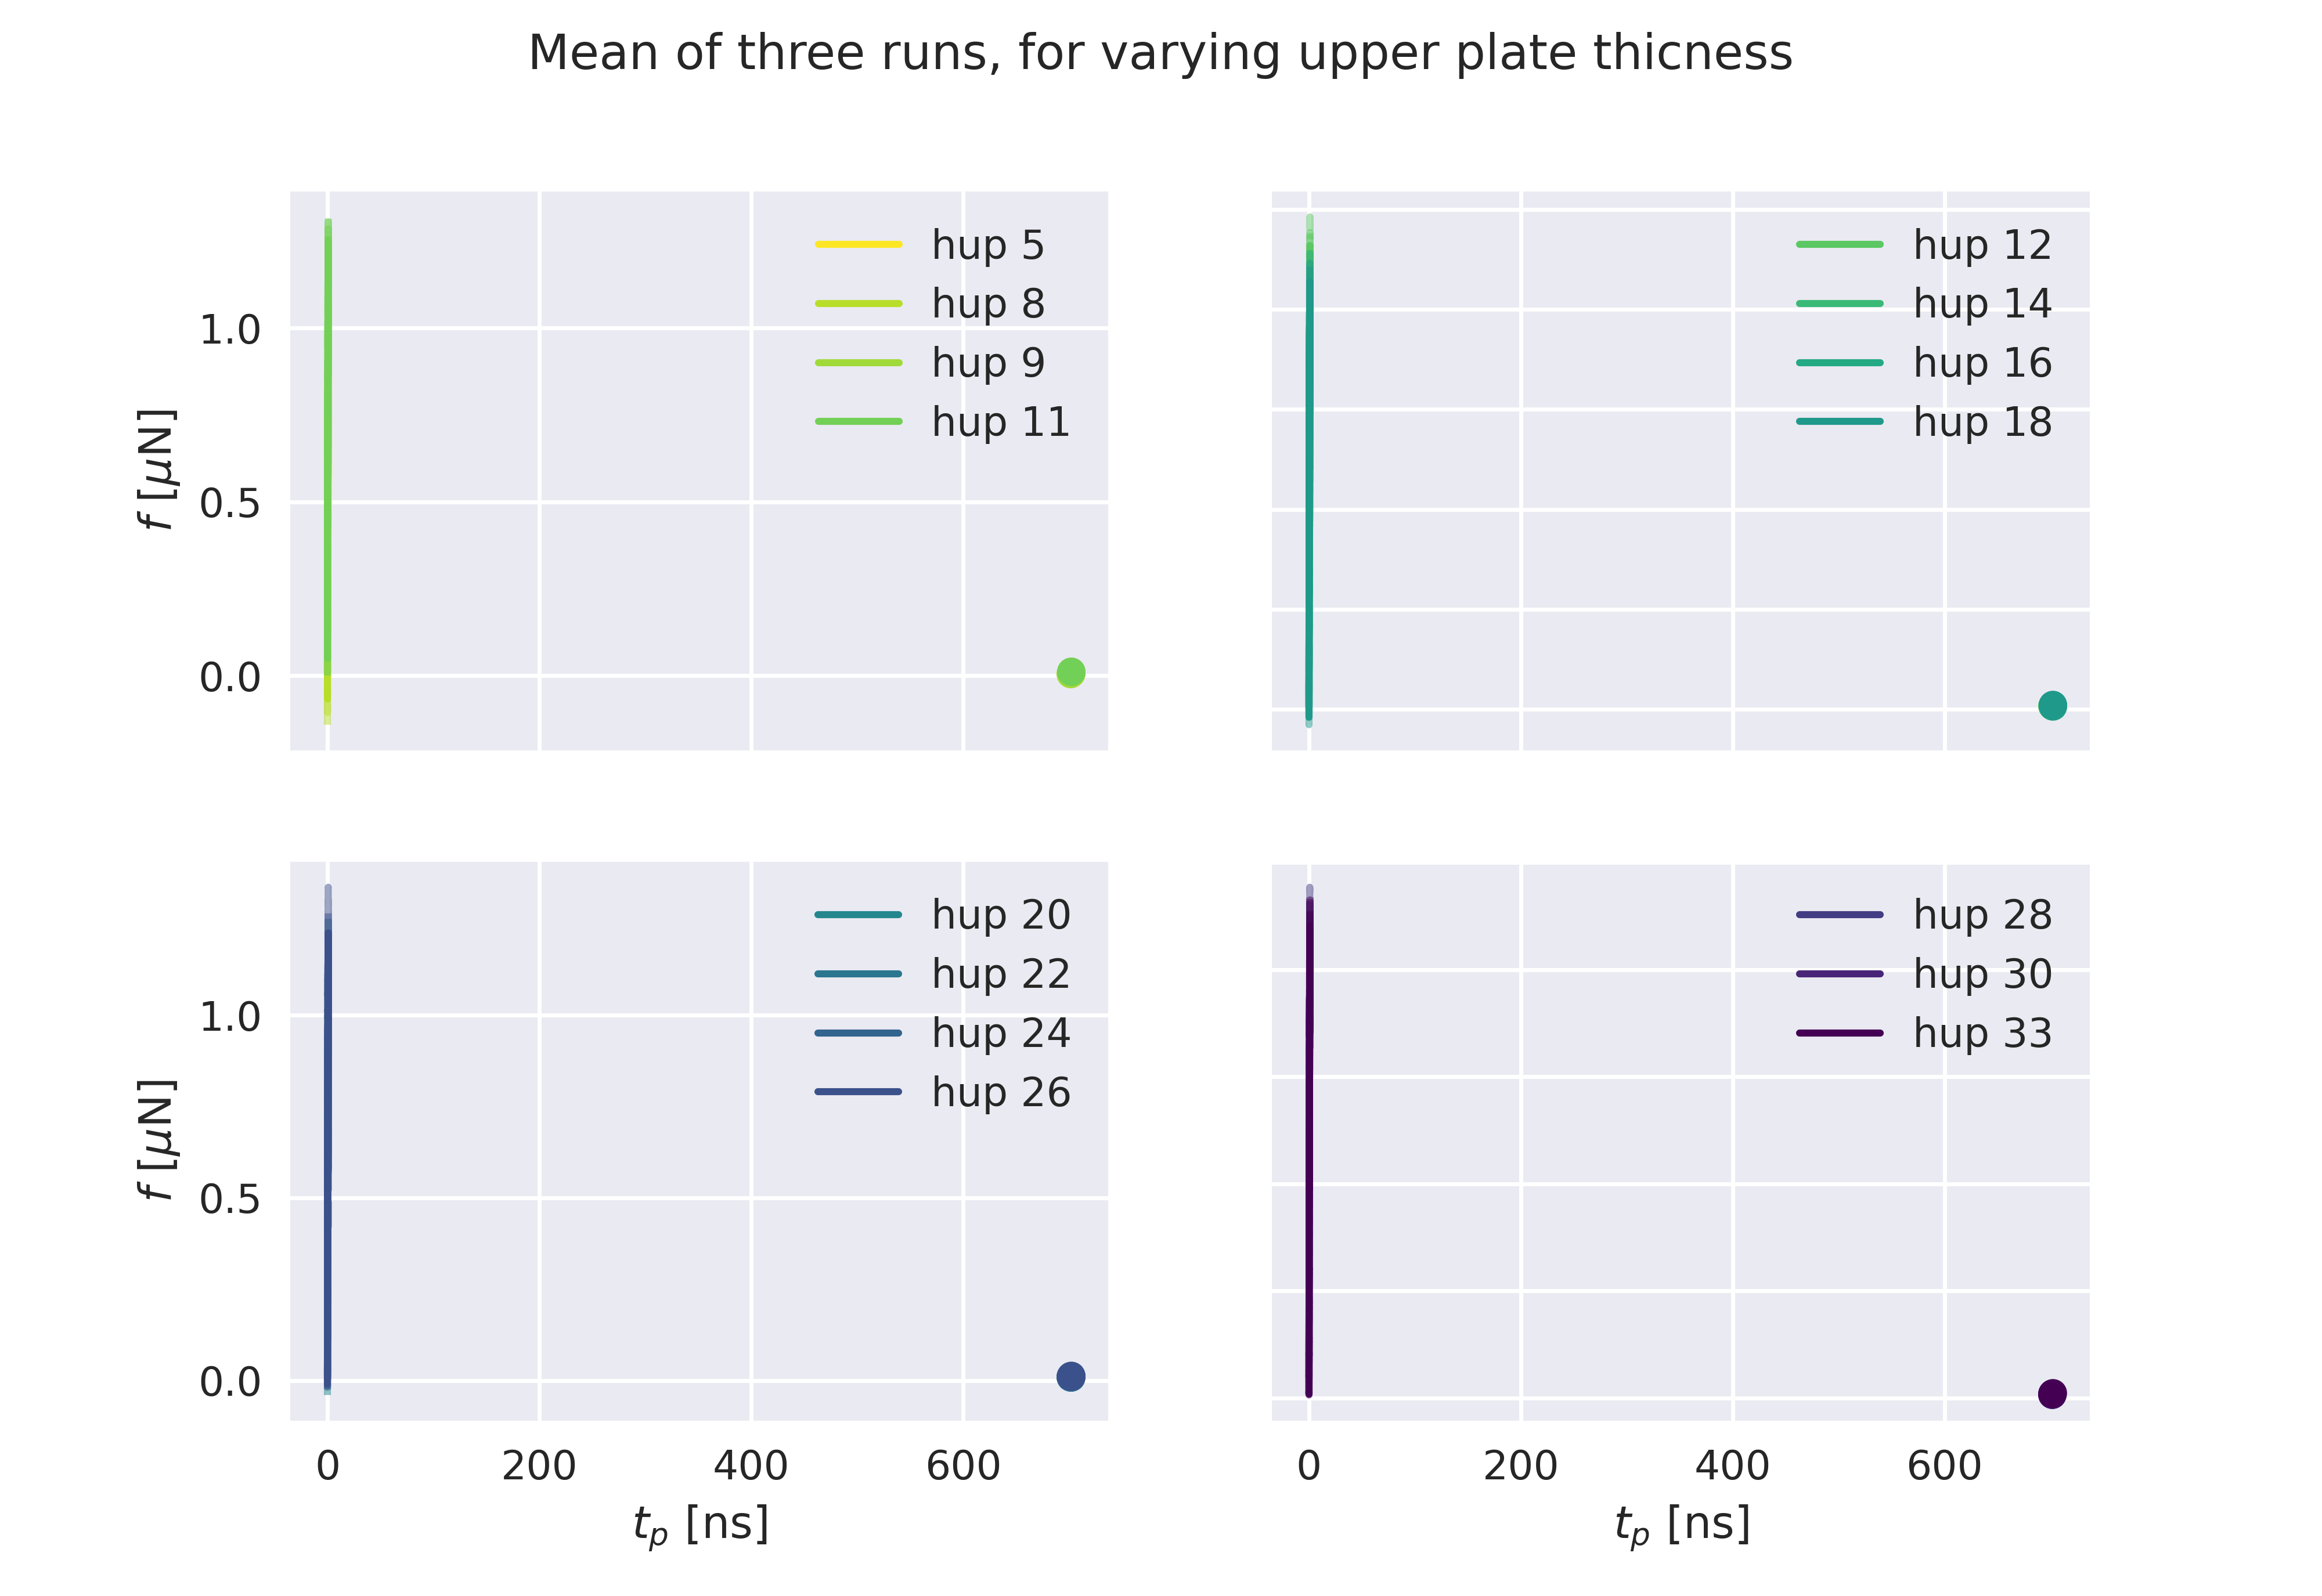 Mean of three runs, for varying upper plate thicness
f [μN]
1.0
0.5
0.0
hup 5
hup 8
hup 9
hup 11
hup 12
hup 14
hup 16
hup 18
f [μN]
1.0
0.5
0.0
hup 20
hup 22
hup 24
hup 26
hup 28
hup 30
hup 33
0 200 400 600
0 200 400 600
t_p [ns]
t_p [ns]